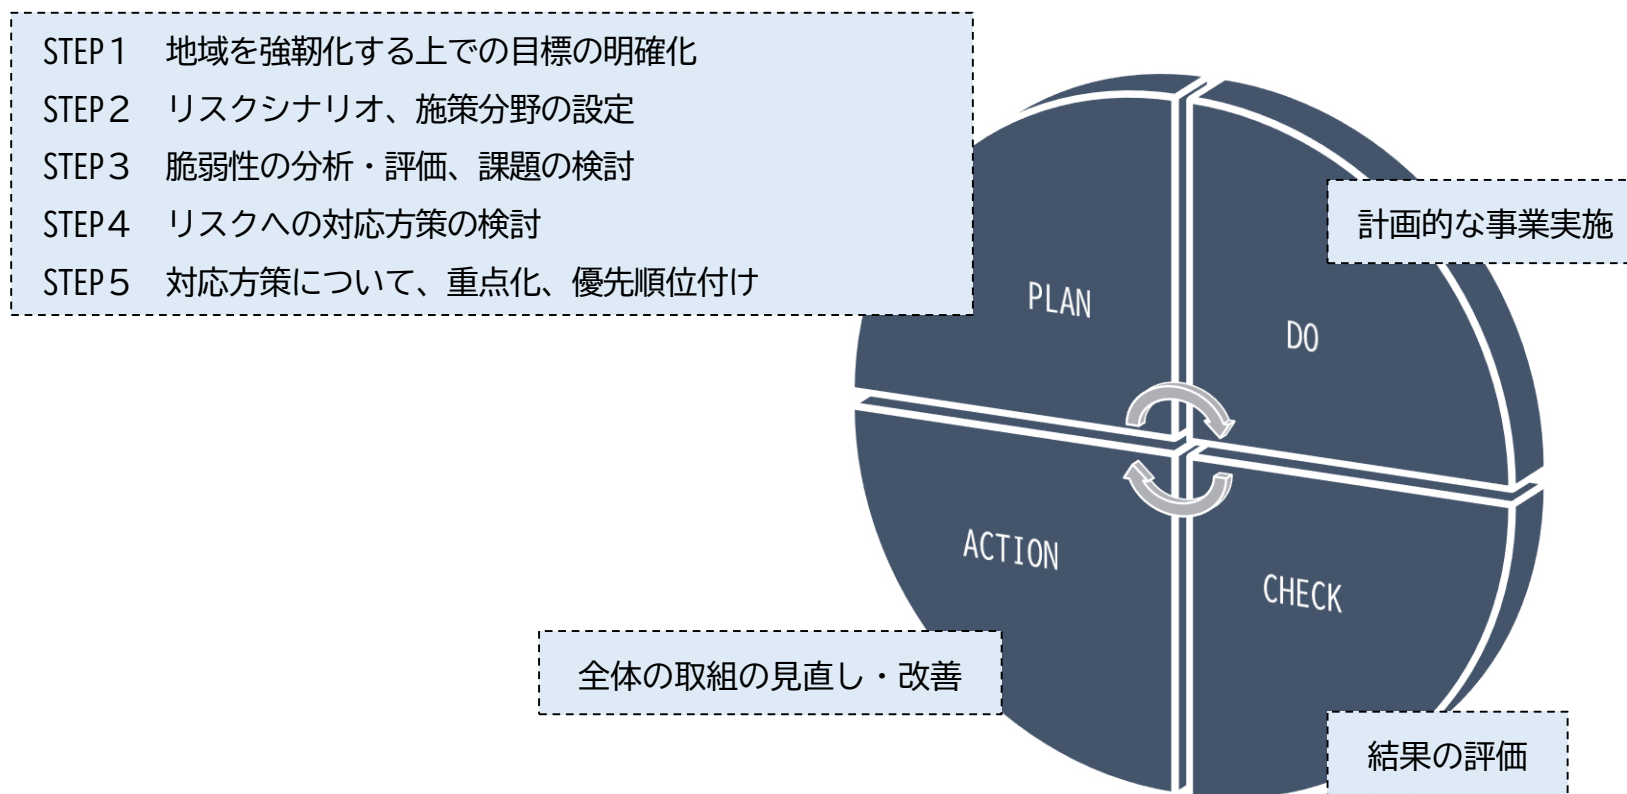 STEP１　地域を強靭化する上での目標の明確化
STEP２　リスクシナリオ、施策分野の設定
STEP３　脆弱性の分析・評価、課題の検討
STEP４　リスクへの対応方策の検討
STEP５　対応方策について、重点化、優先順位付け
計画的な事業実施
PLAN
DO
ACTION
CHECK
全体の取組の見直し・改善
結果の評価